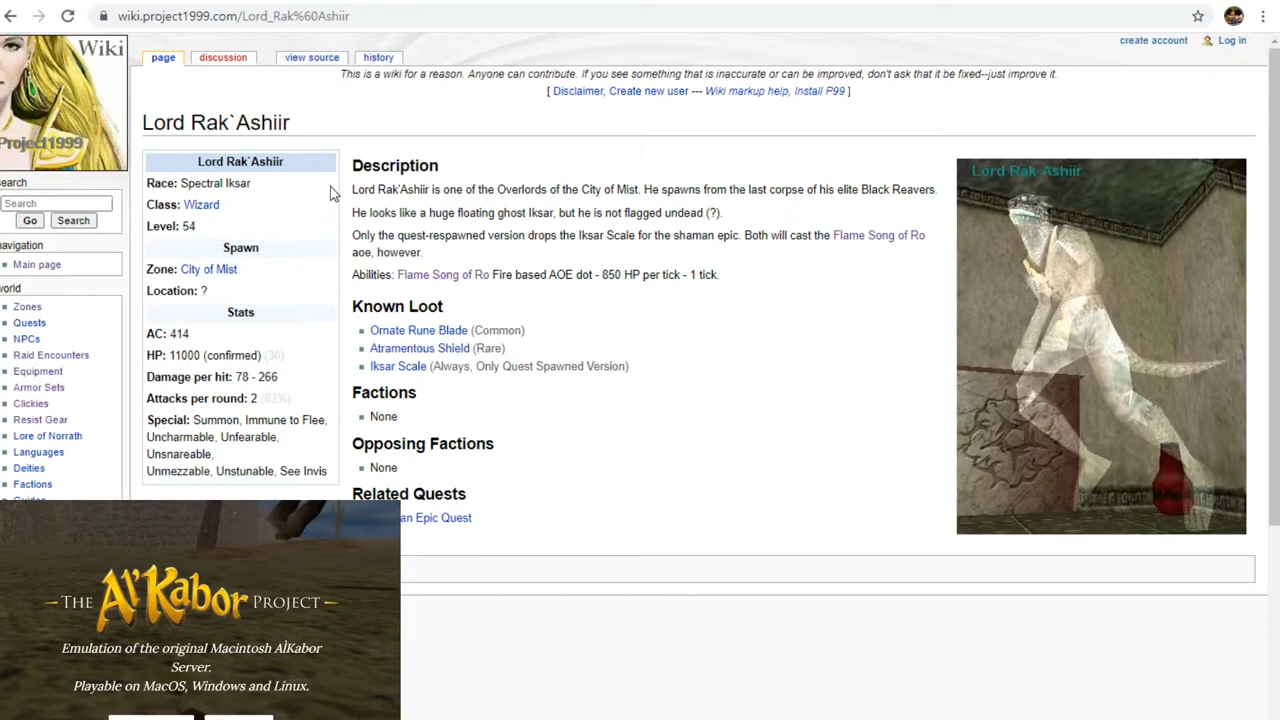 wiki.project1999.com/Lord_Rak%60Ashiir
create account Log in
Wiki
Project1999
page discussion view source history
This is a wiki for a reason. Anyone can contribute. If you see something that is inaccurate or can be improved, don't ask that it be fixed--just improve it.
[ Disclaimer, Create new user --- Wiki markup help, Install P99 ]
Lord Rak`Ashiir
search
Search
Go Search
navigation
Main page
world
Zones
Quests
NPCs
Raid Encounters
Equipment
Armor Sets
Clickies
Resist Gear
Lore of Norrath
Languages
Deities
Factions
Guides
Lord Rak`Ashiir
Race: Spectral Iksar
Class: Wizard
Level: 54
Spawn
Zone: City of Mist
Location: ?
Stats
AC: 414
HP: 11000 (confirmed) (30)
Damage per hit: 78 - 266
Attacks per round: 2 (83%)
Special: Summon, Immune to Flee,
Uncharmable, Unfearable,
Unsnareable,
Unmezzable, Unstunable, See Invis
Description
Lord Rak'Ashiir is one of the Overlords of the City of Mist. He spawns from the last corpse of his elite Black Reavers.
He looks like a huge floating ghost Iksar, but he is not flagged undead (?).
Only the quest-respawned version drops the Iksar Scale for the shaman epic. Both will cast the Flame Song of Ro
aoe, however.
Abilities: Flame Song of Ro Fire based AOE dot - 850 HP per tick - 1 tick.
Known Loot
Ornate Rune Blade (Common)
Atramentous Shield (Rare)
Iksar Scale (Always, Only Quest Spawned Version)
Factions
None
Opposing Factions
None
Related Quests
an Epic Quest
Lord Rak Ashiir
THE Al'Kabor PROJECT
Emulation of the original Macintosh Al`Kabor
Server.
Playable on MacOS, Windows and Linux.